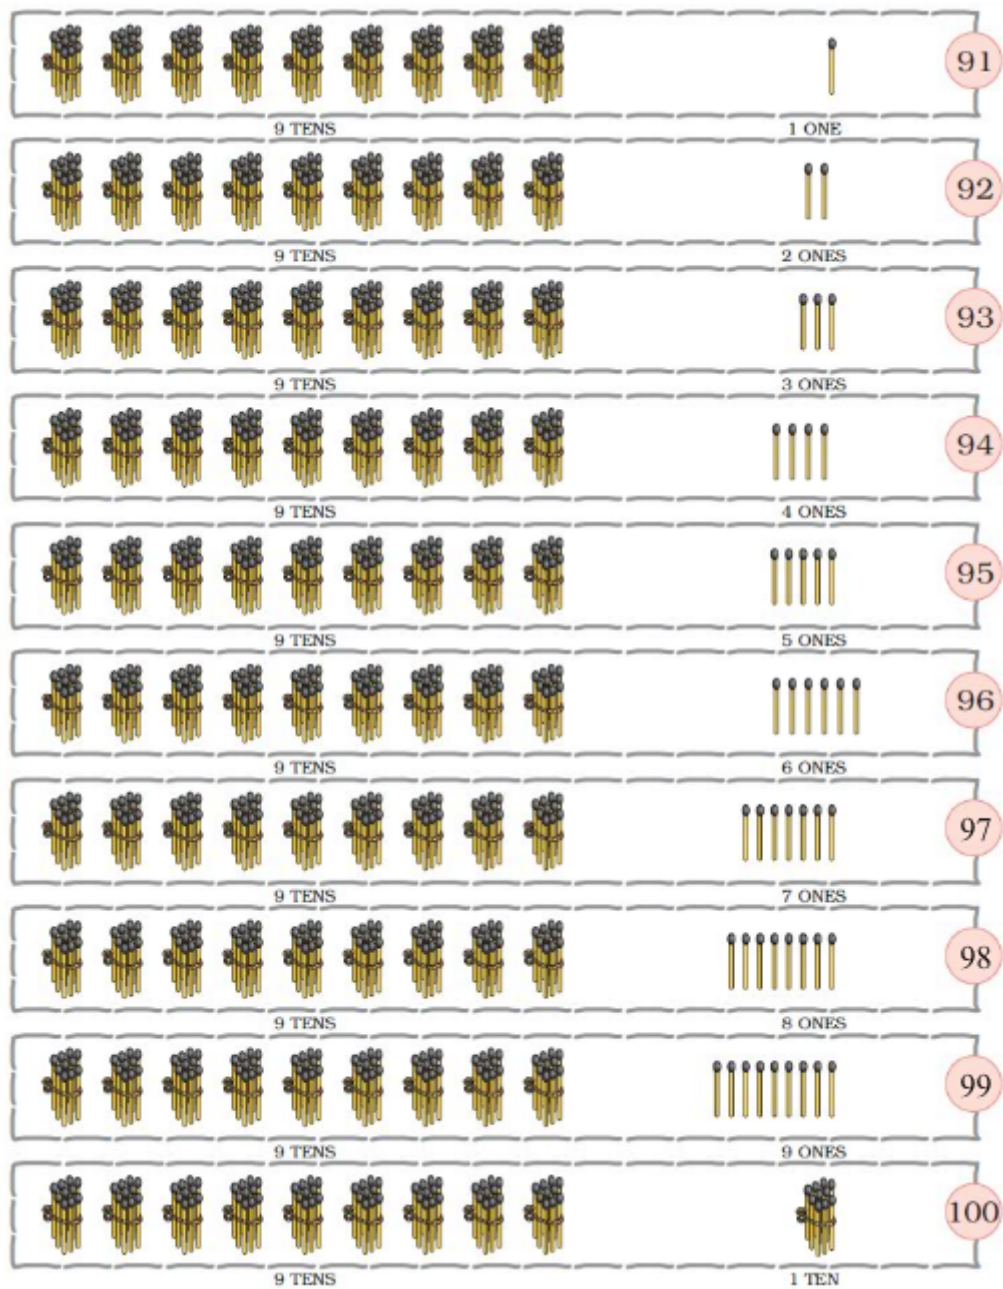 91
9 TENS 1 ONE
92
9 TENS 2 ONES
93
9 TENS 3 ONES
94
9 TENS 4 ONES
95
9 TENS 5 ONES
96
9 TENS 6 ONES
97
9 TENS 7 ONES
98
9 TENS 8 ONES
99
9 TENS 9 ONES
100
9 TENS 1 TEN